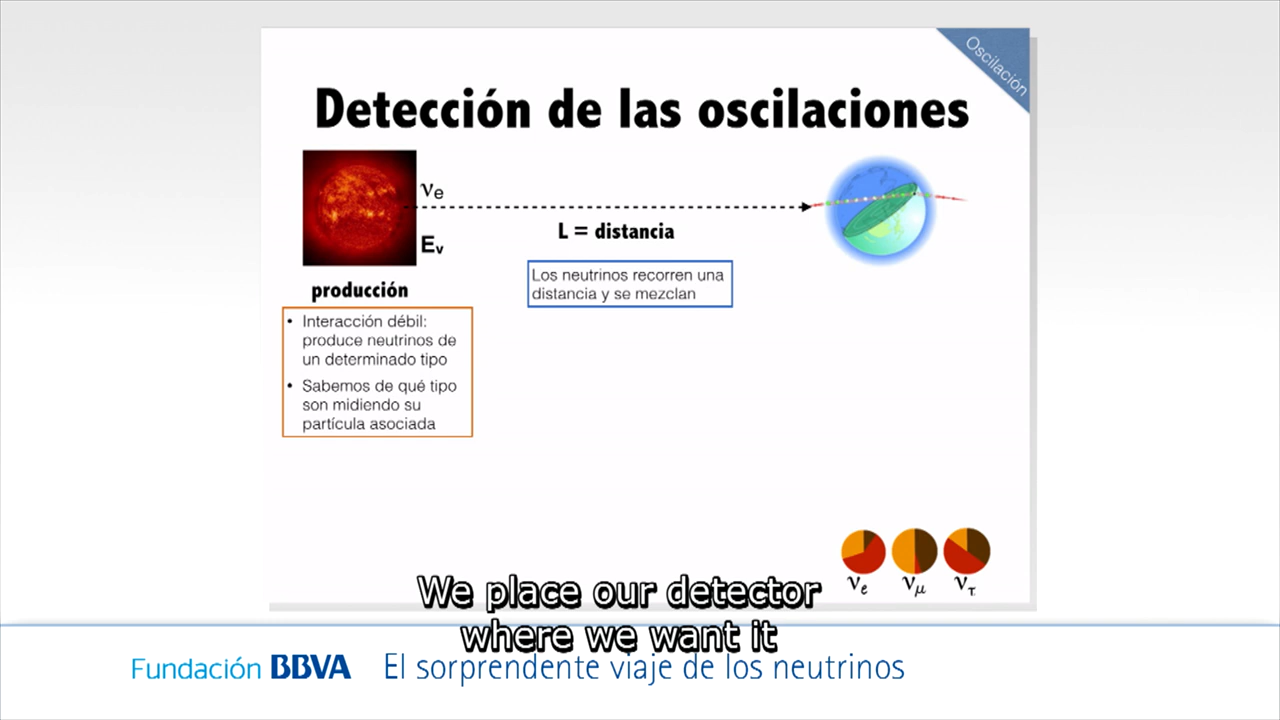 Oscilación
Detección de las oscilaciones
νe
L = distancia
Eν
Los neutrinos recorren una
distancia y se mezclan
producción
• Interacción débil:
produce neutrinos de
un determinado tipo
• Sabemos de qué tipo
son midiendo su
partícula asociada
νe νμ ντ
We place our detector
where we want it
Fundación BBVA El sorprendente viaje de los neutrinos